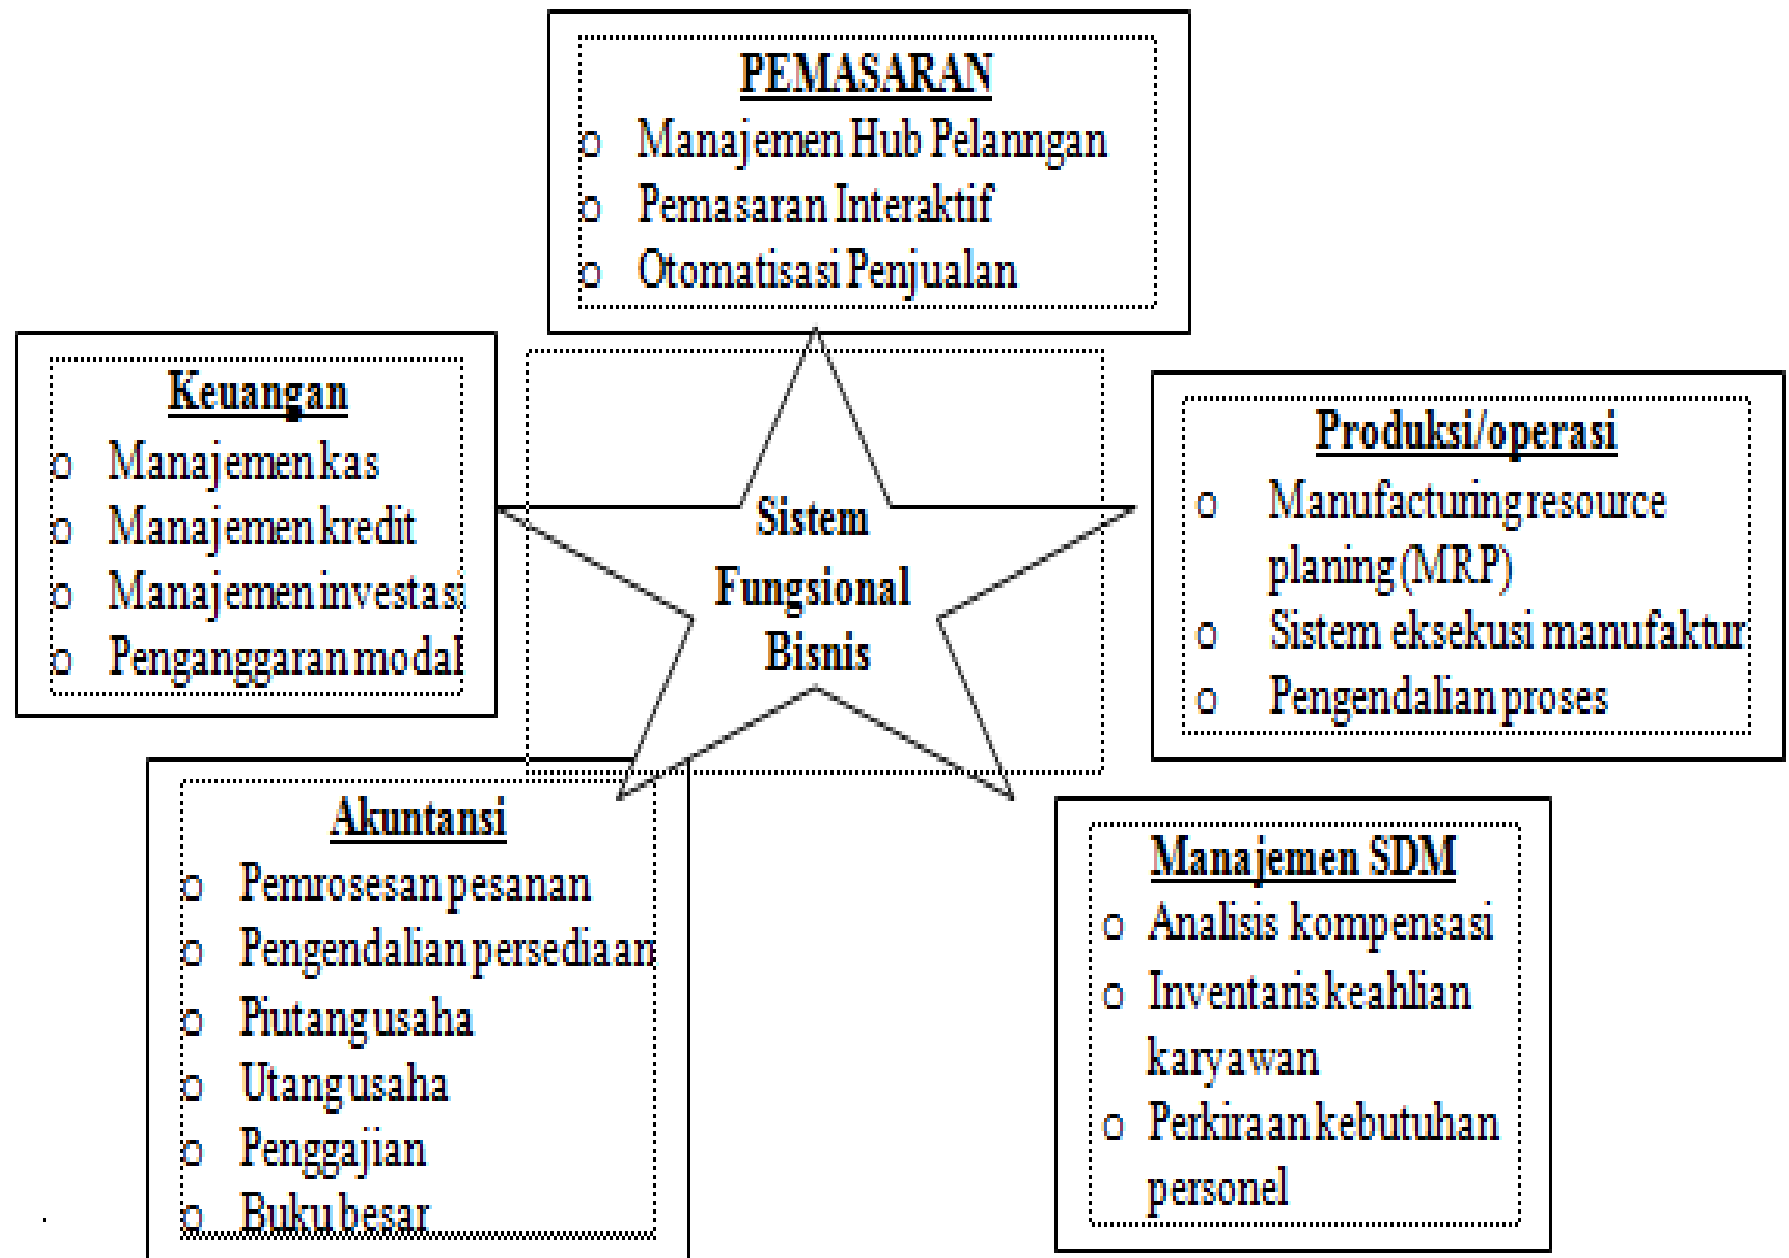 PEMASARAN
o Manajemen Hub Pelanngan
o Pemasaran Interaktif
o Otomatisasi Penjualan
Keuangan
o Manajemen kas
o Manajemen kredit
o Manajemen investasi
o Penganggaran modal
Sistem
Fungsional
Bisnis
Produksi/operasi
o Manufacturing resource
planing (MRP)
o Sistem eksekusi manufaktur
o Pengendalian proses
Akuntansi
o Pemrosesan pesanan
o Pengendalian persediaan
o Piutang usaha
o Utang usaha
o Penggajian
o Buku besar
Manajemen SDM
o Analisis kompensasi
o Inventaris keahlian
karyawan
o Perkiraan kebutuhan
personel
.